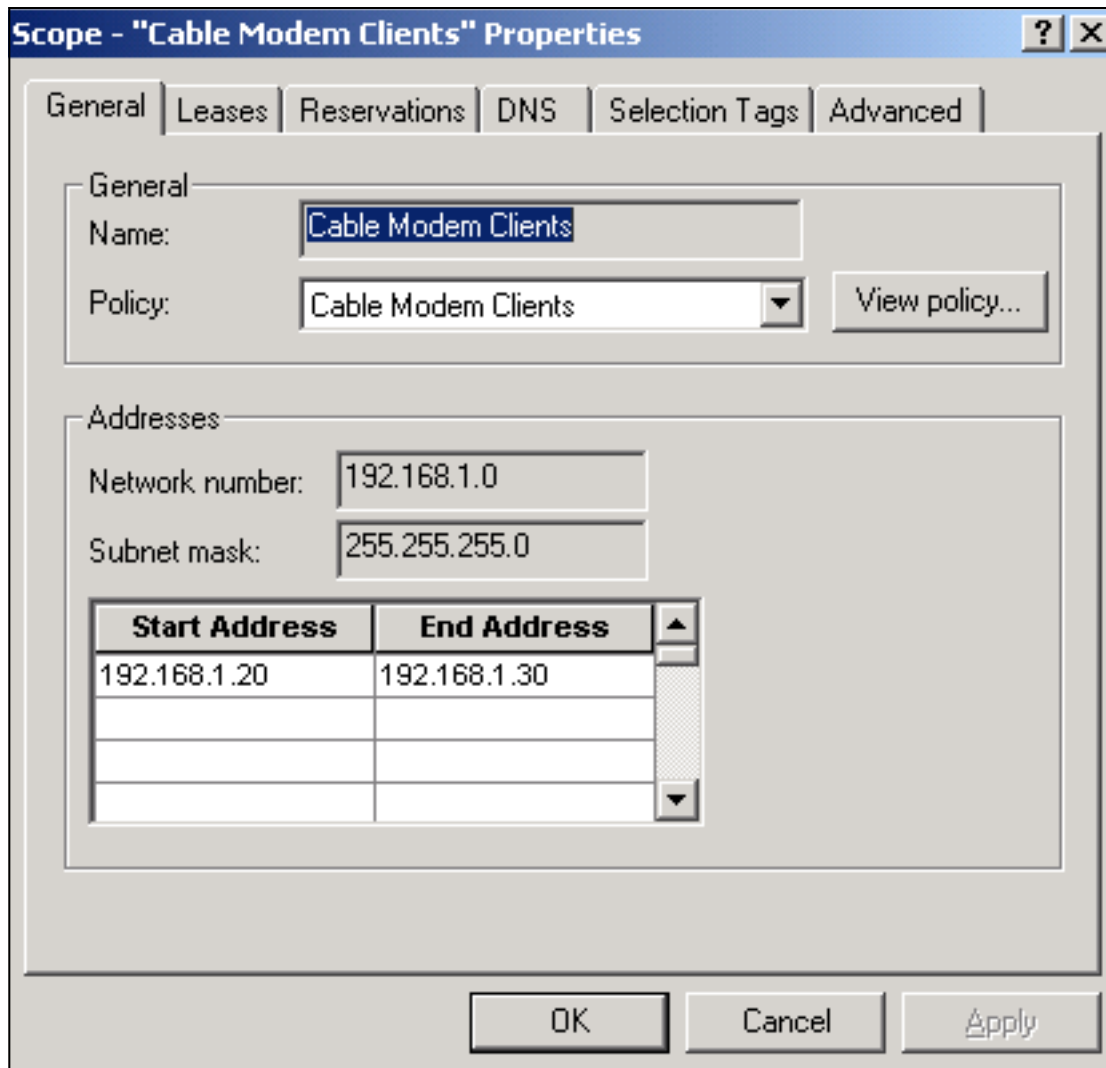 Scope - "Cable Modem Clients" Properties
General Leases Reservations DNS Selection Tags Advanced
General
Name: Cable Modem Clients
Policy: Cable Modem Clients View policy...
Addresses
Network number: 192.168.1.0
Subnet mask: 255.255.255.0
Start Address End Address
192.168.1.20 192.168.1.30
OK Cancel Apply